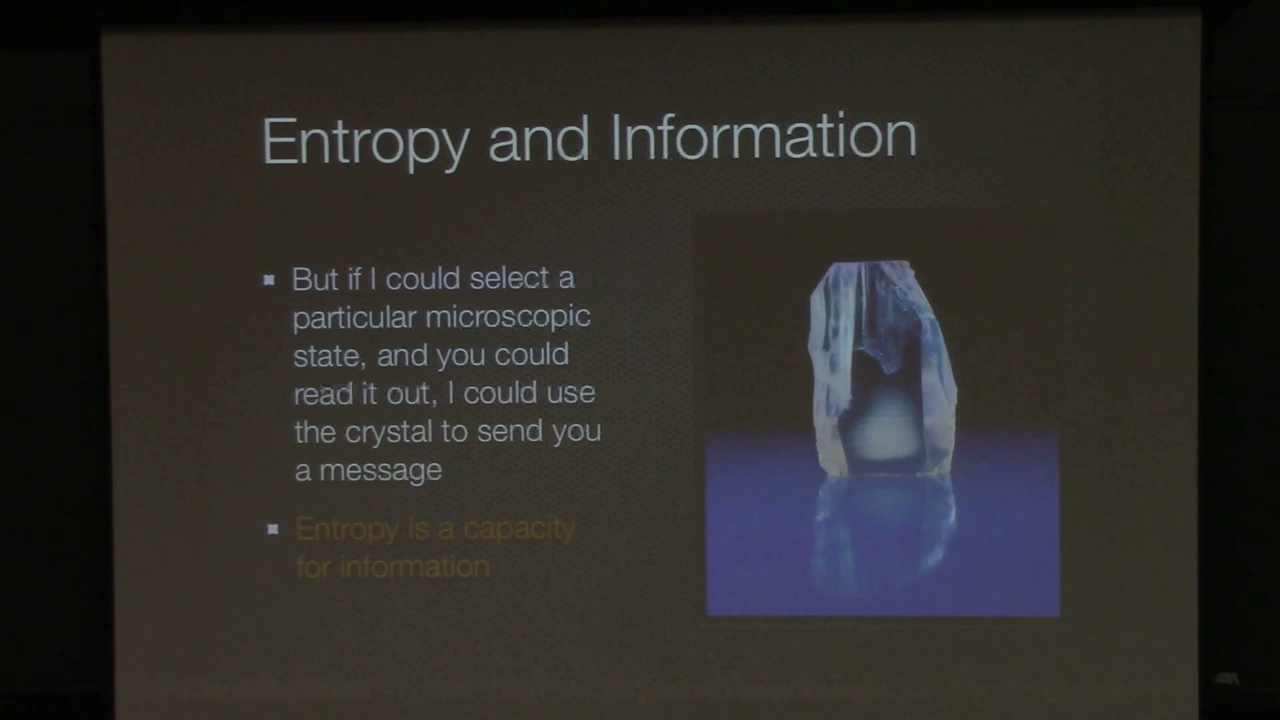 Entropy and Information
But if I could select a
particular microscopic
state, and you could
read it out, I could use
the crystal to send you
a message
Entropy is a capacity
for information